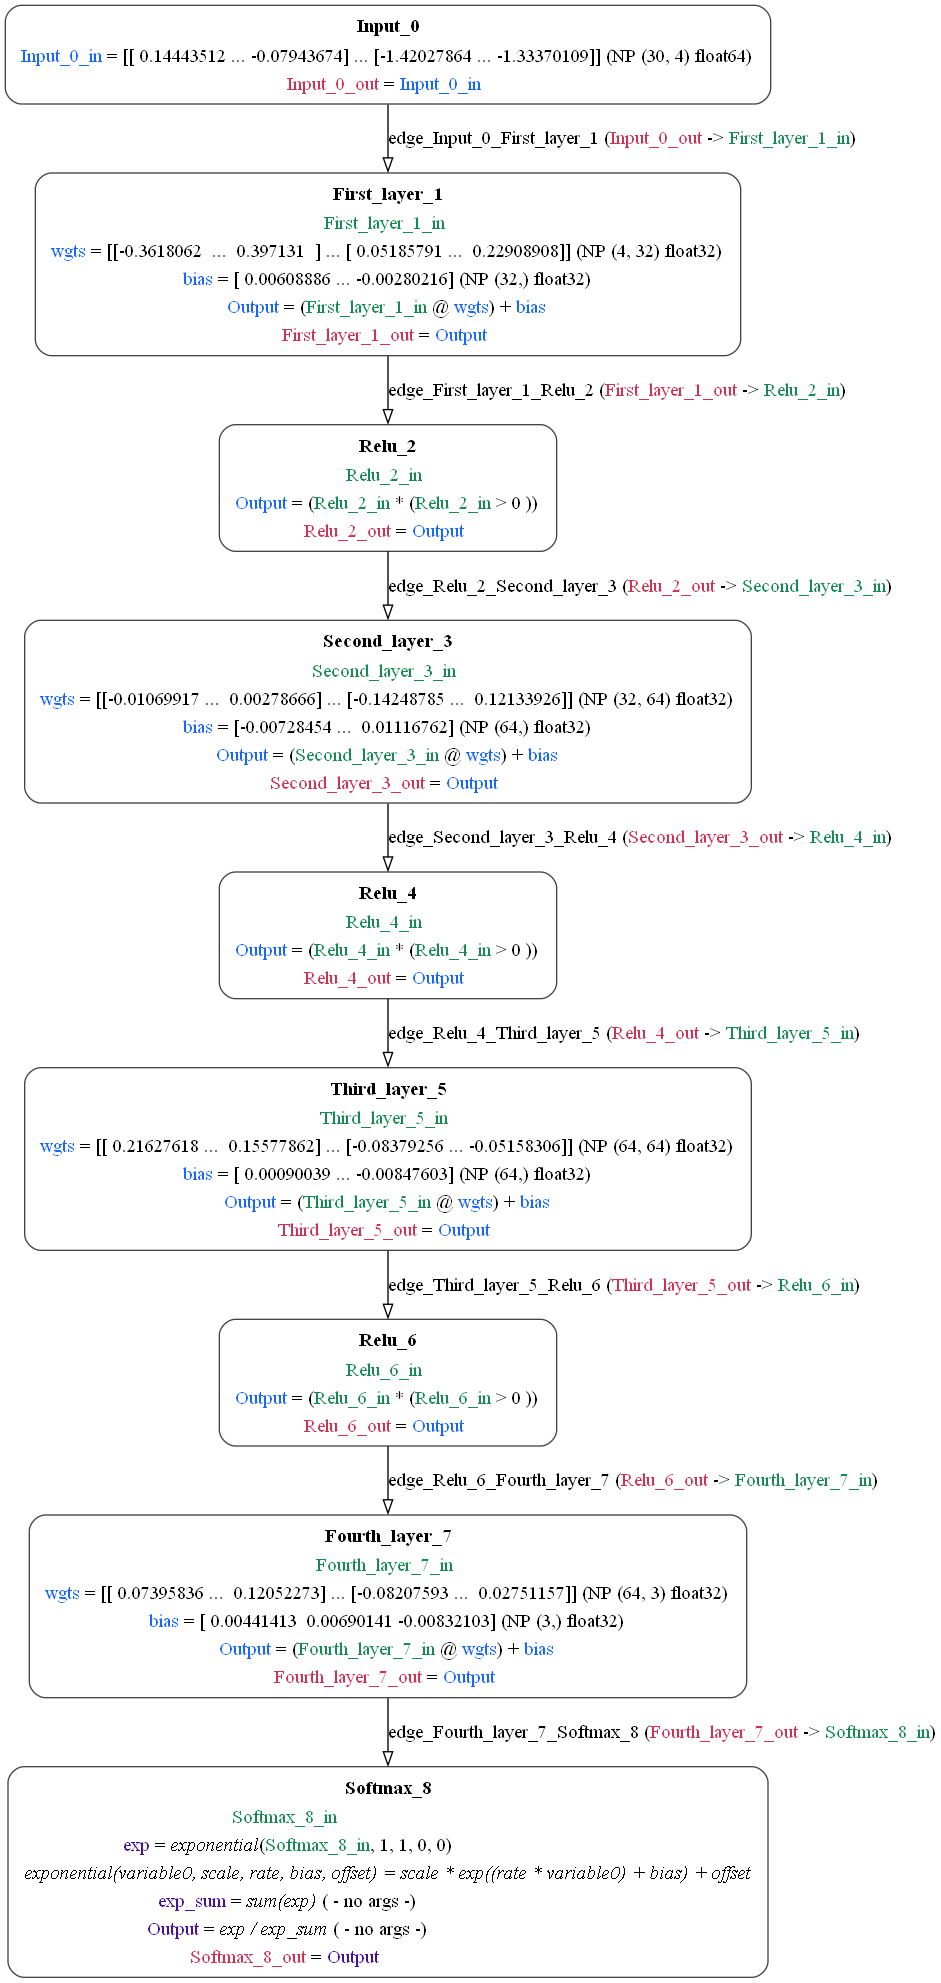 Input_0
Input_0_in = [[ 0.14443512 ... -0.07943674] ... [-1.42027864 ... -1.33370109]] (NP (30, 4) float64)
Input_0_out = Input_0_in
edge_Input_0_First_layer_1 (Input_0_out -> First_layer_1_in)
First_layer_1
First_layer_1_in
wgts = [[-0.3618062 ... 0.397131 ] ... [ 0.05185791 ... 0.22908908]] (NP (4, 32) float32)
bias = [ 0.00608886 ... -0.00280216] (NP (32,) float32)
Output = (First_layer_1_in @ wgts) + bias
First_layer_1_out = Output
edge_First_layer_1_Relu_2 (First_layer_1_out -> Relu_2_in)
Relu_2
Relu_2_in
Output = (Relu_2_in * (Relu_2_in > 0 ))
Relu_2_out = Output
edge_Relu_2_Second_layer_3 (Relu_2_out -> Second_layer_3_in)
Second_layer_3
Second_layer_3_in
wgts = [[-0.01069917 ... 0.00278666] ... [-0.14248785 ... 0.12133926]] (NP (32, 64) float32)
bias = [-0.00728454 ... 0.01116762] (NP (64,) float32)
Output = (Second_layer_3_in @ wgts) + bias
Second_layer_3_out = Output
edge_Second_layer_3_Relu_4 (Second_layer_3_out -> Relu_4_in)
Relu_4
Relu_4_in
Output = (Relu_4_in * (Relu_4_in > 0 ))
Relu_4_out = Output
edge_Relu_4_Third_layer_5 (Relu_4_out -> Third_layer_5_in)
Third_layer_5
Third_layer_5_in
wgts = [[ 0.21627618 ... 0.15577862] ... [-0.08379256 ... -0.05158306]] (NP (64, 64) float32)
bias = [ 0.00090039 ... -0.00847603] (NP (64,) float32)
Output = (Third_layer_5_in @ wgts) + bias
Third_layer_5_out = Output
edge_Third_layer_5_Relu_6 (Third_layer_5_out -> Relu_6_in)
Relu_6
Relu_6_in
Output = (Relu_6_in * (Relu_6_in > 0 ))
Relu_6_out = Output
edge_Relu_6_Fourth_layer_7 (Relu_6_out -> Fourth_layer_7_in)
Fourth_layer_7
Fourth_layer_7_in
wgts = [[ 0.07395836 ... 0.12052273] ... [-0.08207593 ... 0.02751157]] (NP (64, 3) float32)
bias = [ 0.00441413 0.00690141 -0.00832103] (NP (3,) float32)
Output = (Fourth_layer_7_in @ wgts) + bias
Fourth_layer_7_out = Output
edge_Fourth_layer_7_Softmax_8 (Fourth_layer_7_out -> Softmax_8_in)
Softmax_8
Softmax_8_in
exp = exponential(Softmax_8_in, 1, 1, 0, 0)
exponential(variable0, scale, rate, bias, offset) = scale * exp((rate * variable0) + bias) + offset
exp_sum = sum(exp) ( - no args -)
Output = exp / exp_sum ( - no args -)
Softmax_8_out = Output